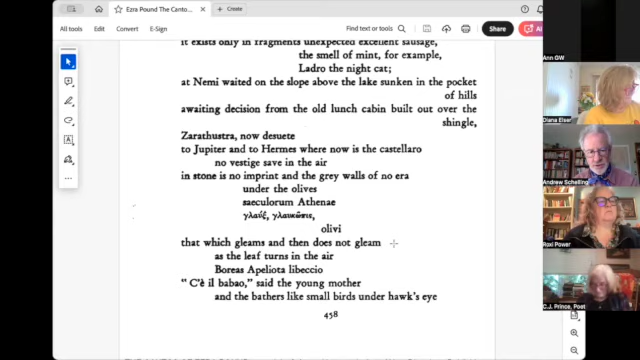 Ezra Pound The Canto...
Create
All tools
Edit
Convert
E-Sign
Find text or tools
Share
AI
it exists only in fragments unexpected excellent sausage,
the smell of mint, for example,
Ladro the night cat;
at Nemi waited on the slope above the lake sunken in the pocket
of hills
awaiting decision from the old lunch cabin built out over the
shingle,
Zarathustra, now desuete
to Jupiter and to Hermes where now is the castellaro
no vestige save in the air
in stone is no imprint and the grey walls of no era
under the olives
saeculorum Athenae
γλαύξ, γλαυκῶπις,
olivi
that which gleams and then does not gleam
as the leaf turns in the air
Boreas Apeliota libeccio
“ C'è il babao,” said the young mother
and the bathers like small birds under hawk's eye
458
Ann GW
Diana Elser
Andrew Schelling
Roxi Power
C.J. Prince, Poet